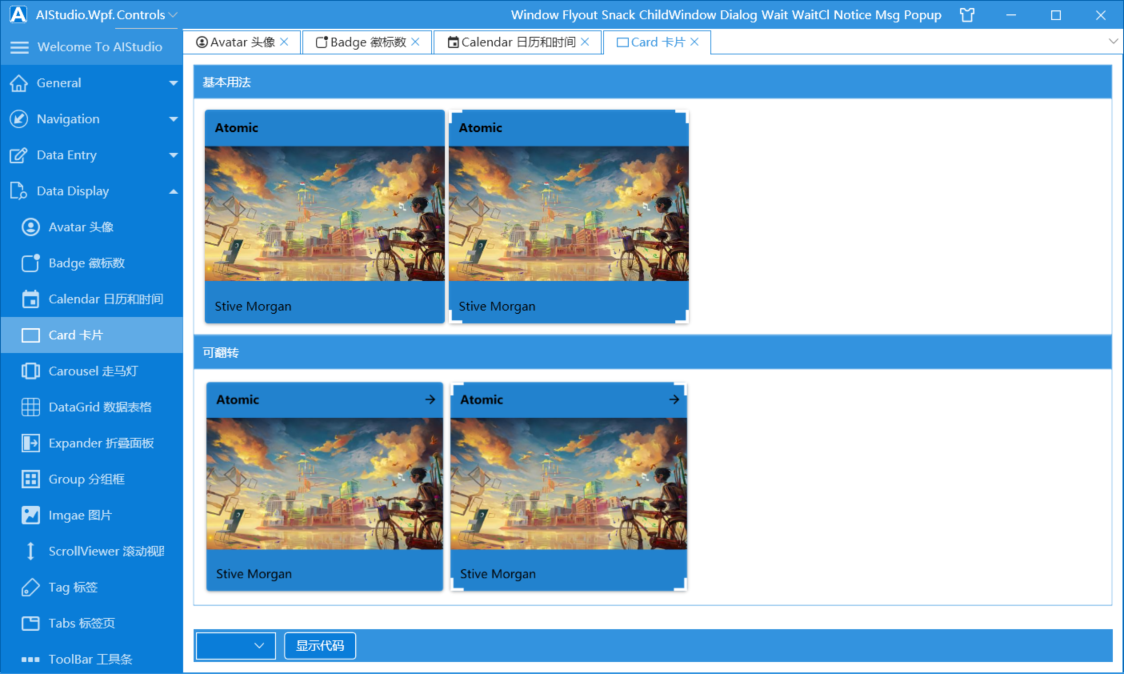 AIStudio.Wpf.Controls
Window Flyout Snack ChildWindow Dialog Wait WaitCl Notice Msg Popup
Welcome To AIStudio
General
Navigation
Data Entry
Data Display
Avatar 头像
Badge 徽标数
Calendar 日历和时间
Card 卡片
Carousel 走马灯
DataGrid 数据表格
Expander 折叠面板
Group 分组框
Imgae 图片
ScrollViewer 滚动视
Tag 标签
Tabs 标签页
ToolBar 工具条
Avatar 头像
Badge 徽标数
Calendar 日历和时间
Card 卡片
基本用法
Atomic
Atomic
Stive Morgan
Stive Morgan
可翻转
Atomic
Atomic
Stive Morgan
Stive Morgan
显示代码